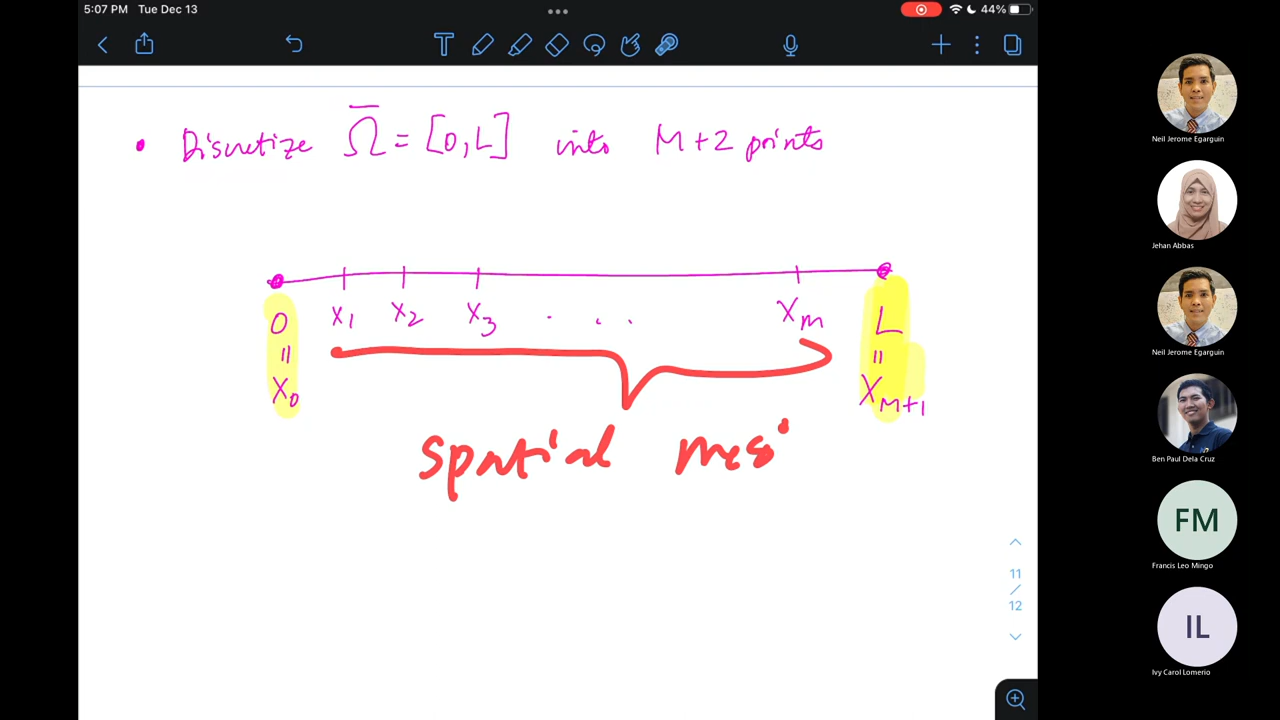 5:07 PM Tue Dec 13
44%
• Discretize Ω̅ = [0,L] into M+2 points
0 x1 x2 x3 . . . xM L
= =
x0 xM+1
spatial mes
11
/
12
Neil Jerome Egarguin
Jehan Abbas
Neil Jerome Egarguin
Ben Paul Dela Cruz
FM
Francis Leo Mingo
IL
Ivy Carol Lomerio